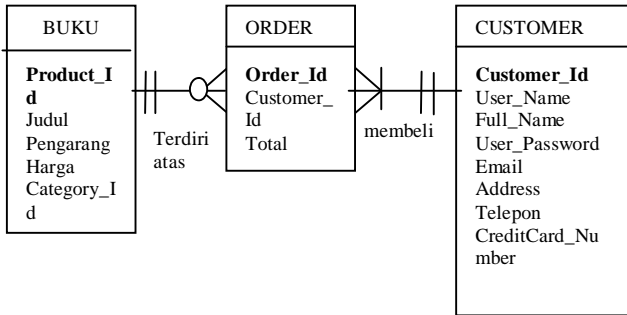 BUKU
Product_I
d
Judul
Pengarang
Harga
Category_I
d
Terdiri
atas
ORDER
Order_Id
Customer_
Id
Total
membeli
CUSTOMER
Customer_Id
User_Name
Full_Name
User_Password
Email
Address
Telepon
CreditCard_Nu
mber